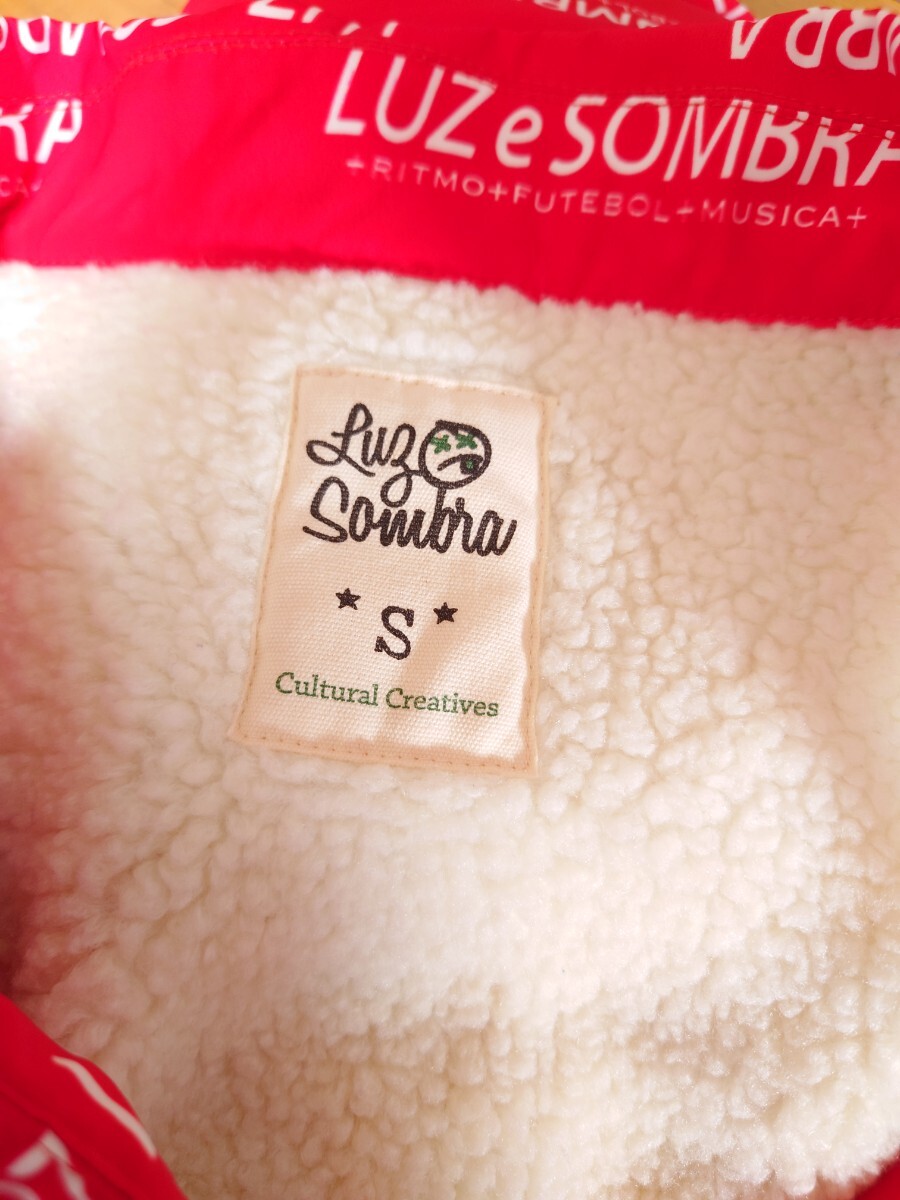 LUZ e SOMBRA
+RITMO+FUTEBOL+MUSICA+
Luz
Sombra
S
Cultural Creatives